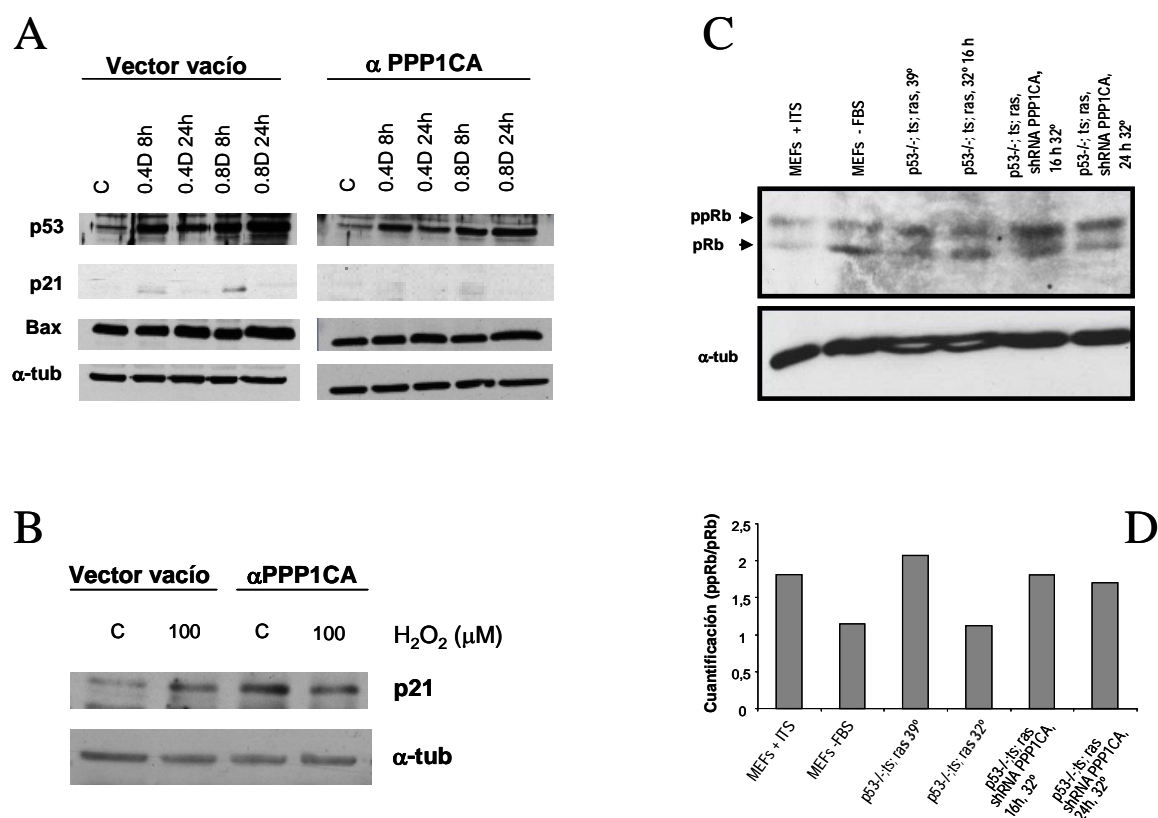 A
Vector vacío
α PPP1CA
C
0.4D 8h
0.4D 24h
0.8D 8h
0.8D 24h
C
0.4D 8h
0.4D 24h
0.8D 8h
0.8D 24h
p53
p21
Bax
α-tub
B
Vector vacío
αPPP1CA
C
100
C
100
H₂O₂ (μM)
p21
α-tub
C
MEFs + ITS
MEFs - FBS
p53-/-; ts; ras, 39º
p53-/-; ts; ras, 32º 16 h
p53-/-; ts; ras,
shRNA PPP1CA,
16 h 32º
p53-/-; ts; ras,
shRNA PPP1CA,
24 h 32º
ppRb
pRb
α-tub
D
Cuantificación (ppRb/pRb)
2,5
2
1,5
1
0,5
0
MEFs + ITS
MEFs -FBS
p53-/-;ts; ras 39º
p53-/-;ts; ras 32º
p53-/-;ts; ras
shRNA PPP1CA,
16h, 32º
p53-/-;ts; ras
shRNA PPP1CA,
24h, 32º